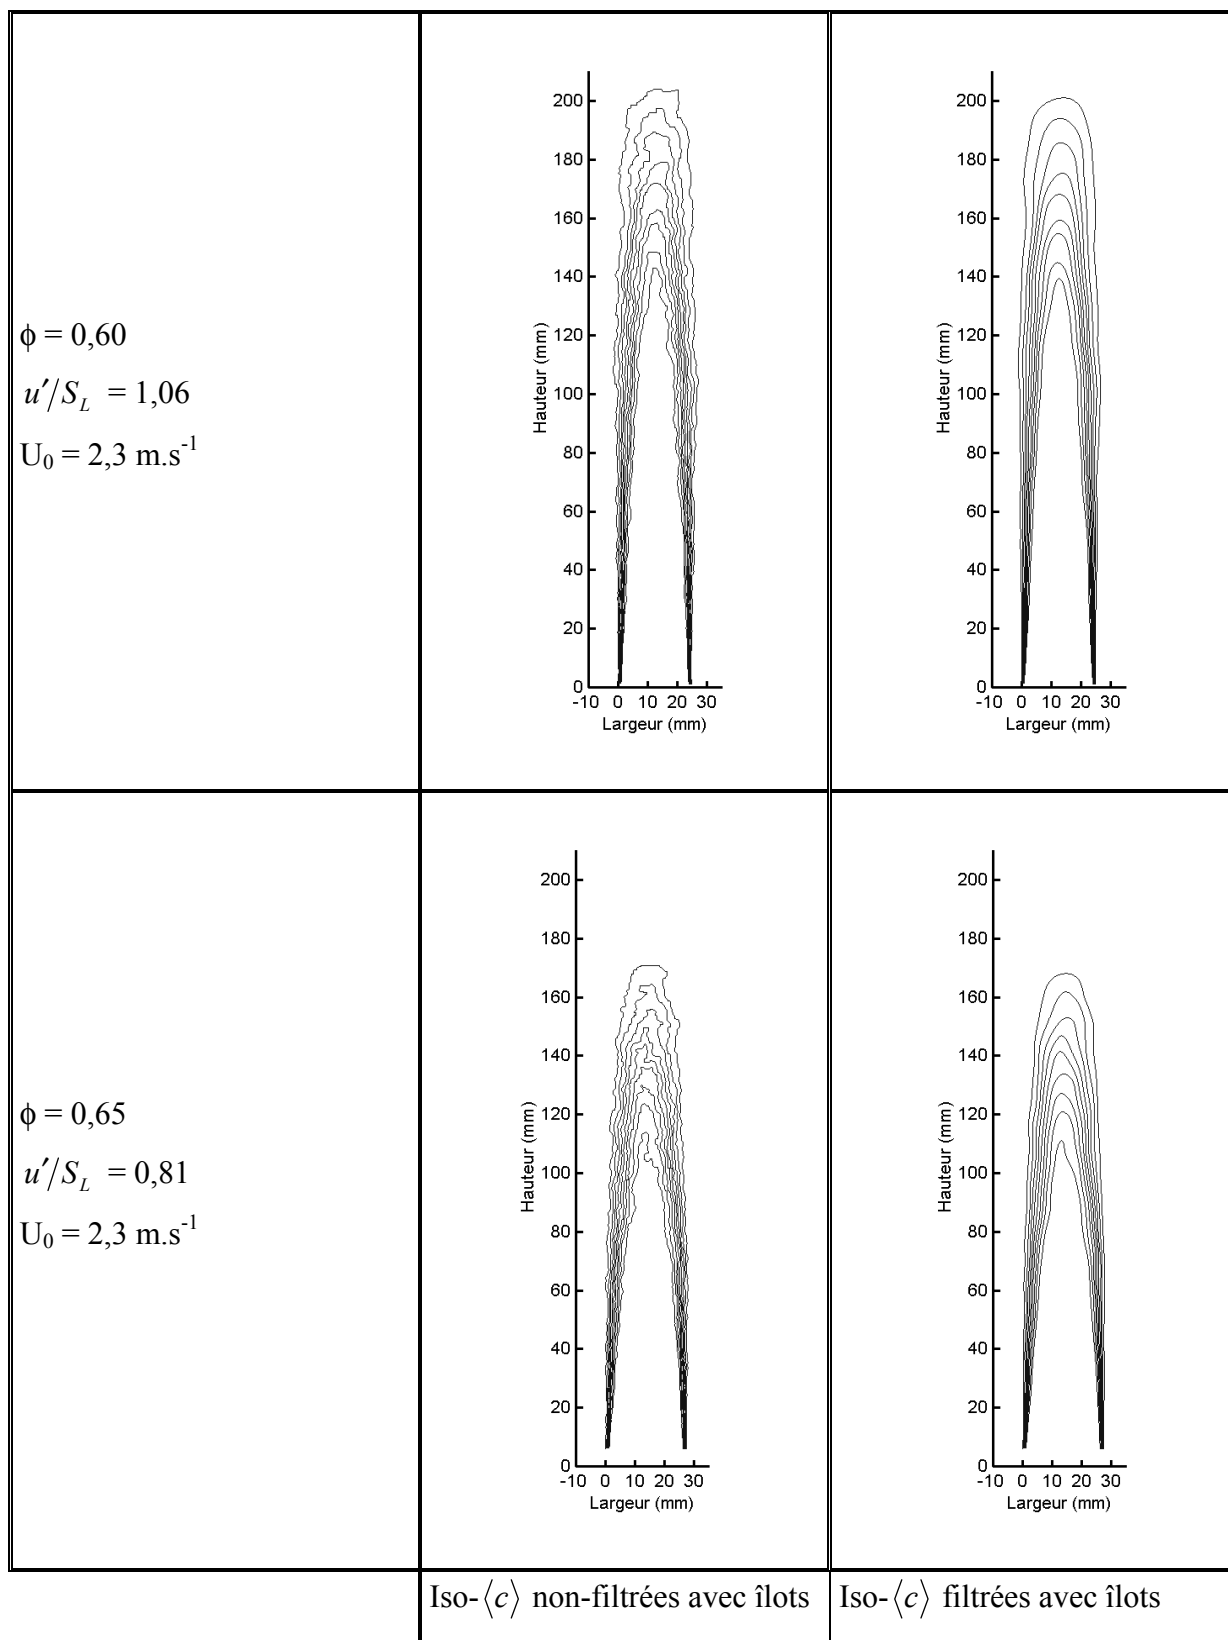 ϕ = 0,60
u′/S_L = 1,06
U₀ = 2,3 m.s⁻¹
200
180
160
140
120
100
80
60
40
20
0
Hauteur (mm)
-10 0 10 20 30
Largeur (mm)
200
180
160
140
120
100
80
60
40
20
0
Hauteur (mm)
-10 0 10 20 30
Largeur (mm)
ϕ = 0,65
u′/S_L = 0,81
U₀ = 2,3 m.s⁻¹
200
180
160
140
120
100
80
60
40
20
0
Hauteur (mm)
-10 0 10 20 30
Largeur (mm)
200
180
160
140
120
100
80
60
40
20
0
Hauteur (mm)
-10 0 10 20 30
Largeur (mm)
Iso-⟨c⟩ non-filtrées avec îlots
Iso-⟨c⟩ filtrées avec îlots